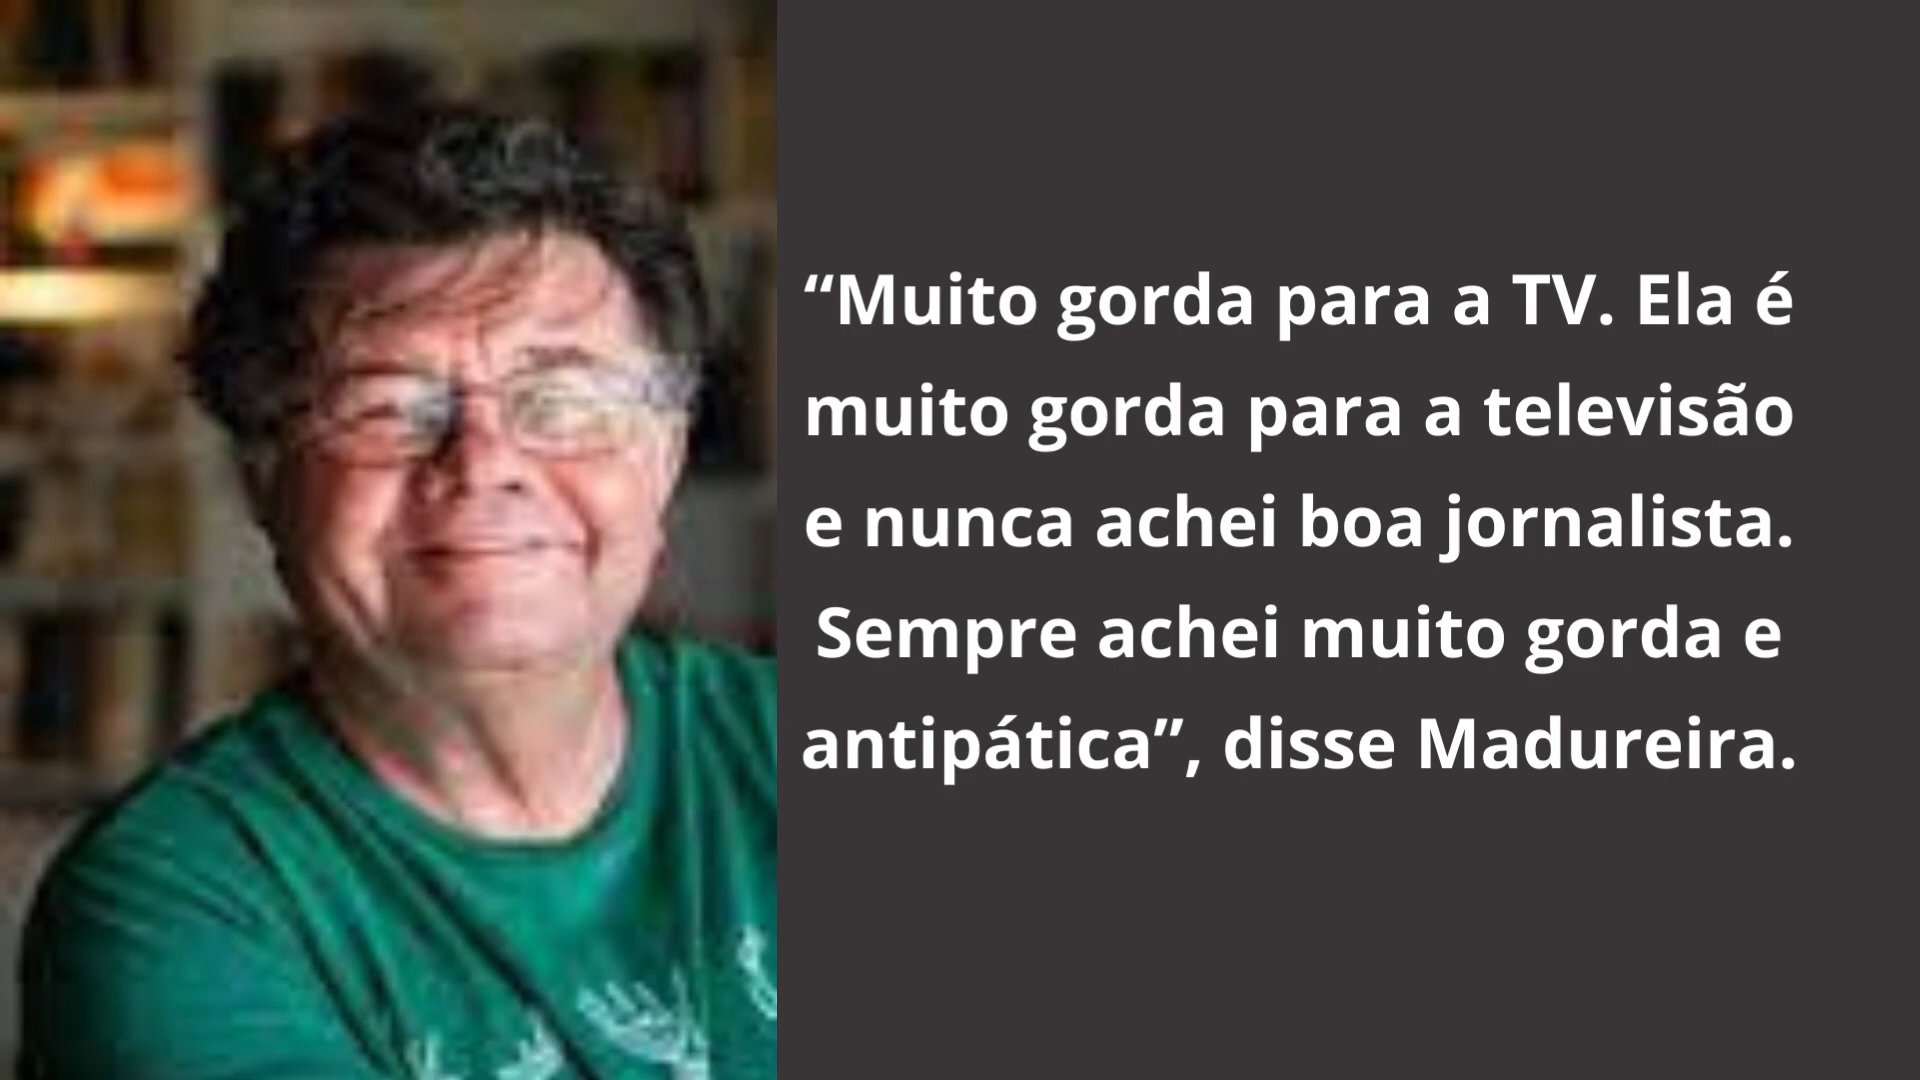 “Muito gorda para a TV. Ela é
muito gorda para a televisão
e nunca achei boa jornalista.
Sempre achei muito gorda e
antipática”, disse Madureira.